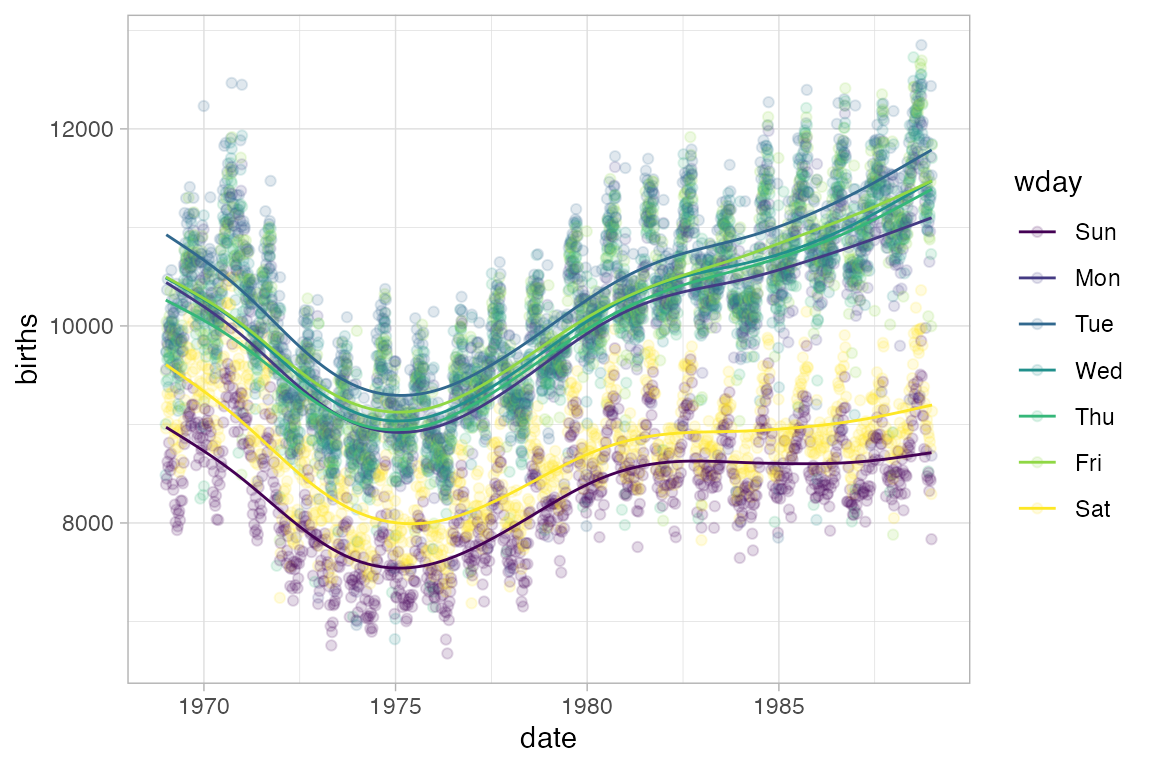 births
12000
10000
8000
1970 1975 1980 1985
date
wday
Sun
Mon
Tue
Wed
Thu
Fri
Sat